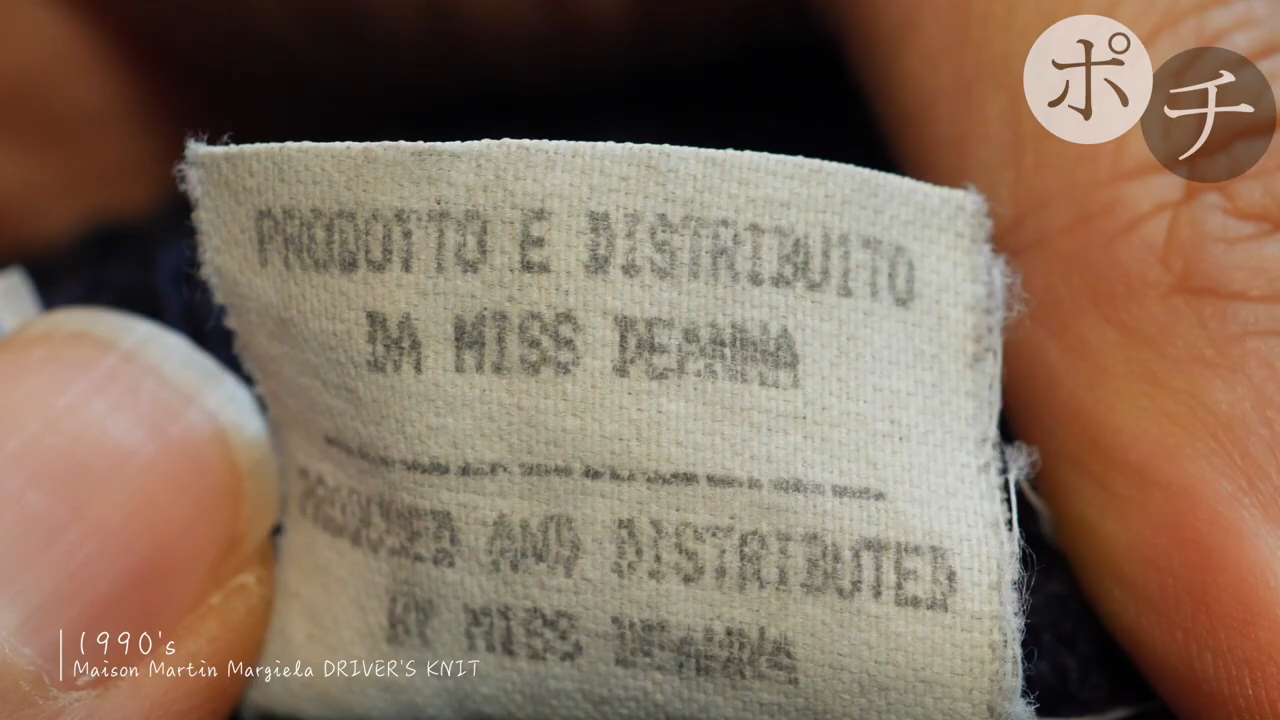 ポチ
PRODOTTO E DISTRIBUITO
DA MISS DEANNA
PRODUCED AND DISTRIBUTED
BY MISS DEANNA
1990's
Maison Martin Margiela DRIVER'S KNIT